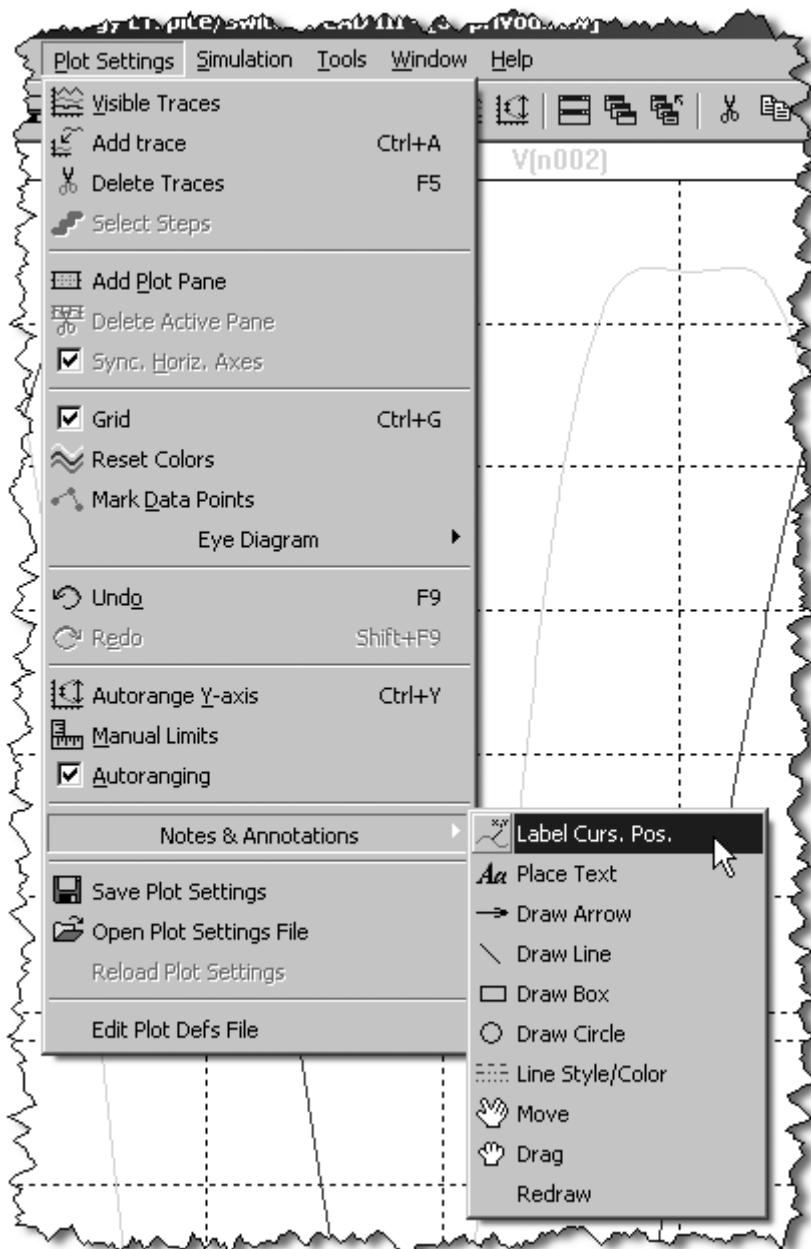 Plot Settings Simulation Tools Window Help
Visible Traces
Add trace Ctrl+A
V(n002)
Delete Traces F5
Select Steps
Add Plot Pane
Delete Active Pane
Sync. Horiz. Axes
Grid Ctrl+G
Reset Colors
Mark Data Points
Eye Diagram
Undo F9
Redo Shift+F9
Autorange Y-axis Ctrl+Y
Manual Limits
Autoranging
Notes & Annotations
Save Plot Settings
Open Plot Settings File
Reload Plot Settings
Edit Plot Defs File
x,y
Label Curs. Pos.
Aa Place Text
Draw Arrow
Draw Line
Draw Box
Draw Circle
Line Style/Color
Move
Drag
Redraw